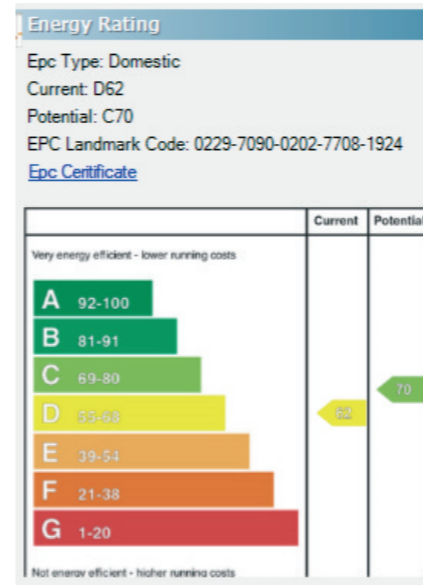 Energy Rating
Epc Type: Domestic
Current: D62
Potential: C70
EPC Landmark Code: 0229-7090-0202-7708-1924
Epc Ceritificate
Current Potential
Very energy efficient - lower running costs
A 92-100
B 81-91
C 69-80
70
D 55-68
62
E 39-54
F 21-38
G 1-20
Not energy efficient - higher running costs